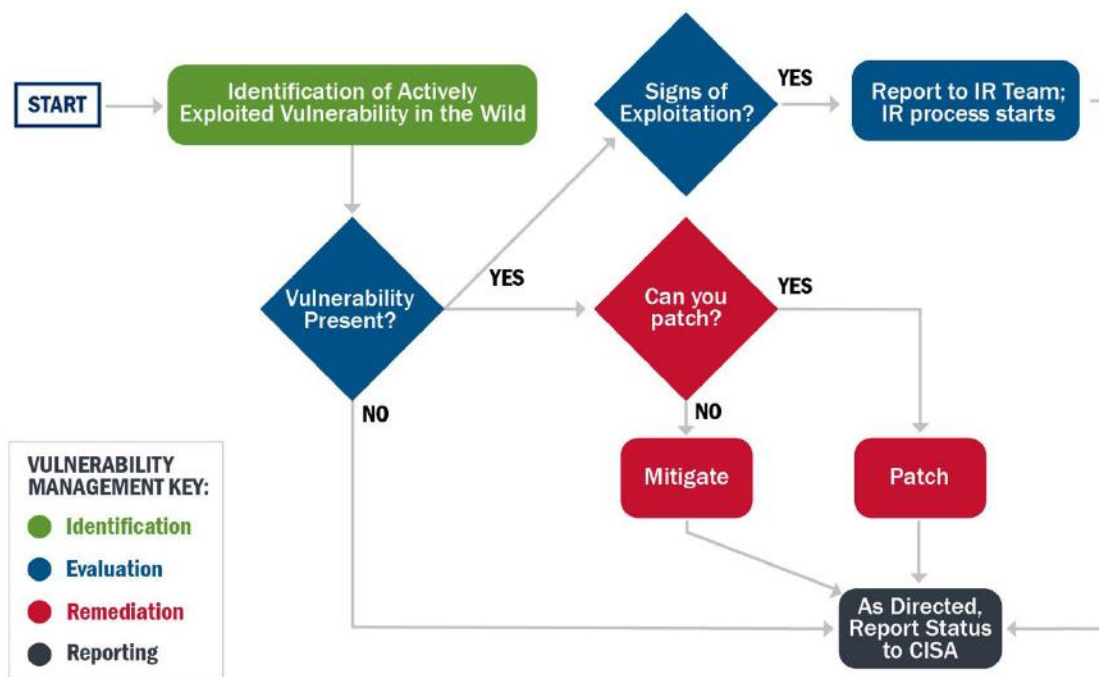 START
Identification of Actively
Exploited Vulnerability in the Wild
Signs of
Exploitation?
YES
Report to IR Team;
IR process starts
Vulnerability
Present?
YES
Can you
patch?
YES
NO
NO
Mitigate
Patch
As Directed,
Report Status
to CISA
VULNERABILITY
MANAGEMENT KEY:
Identification
Evaluation
Remediation
Reporting